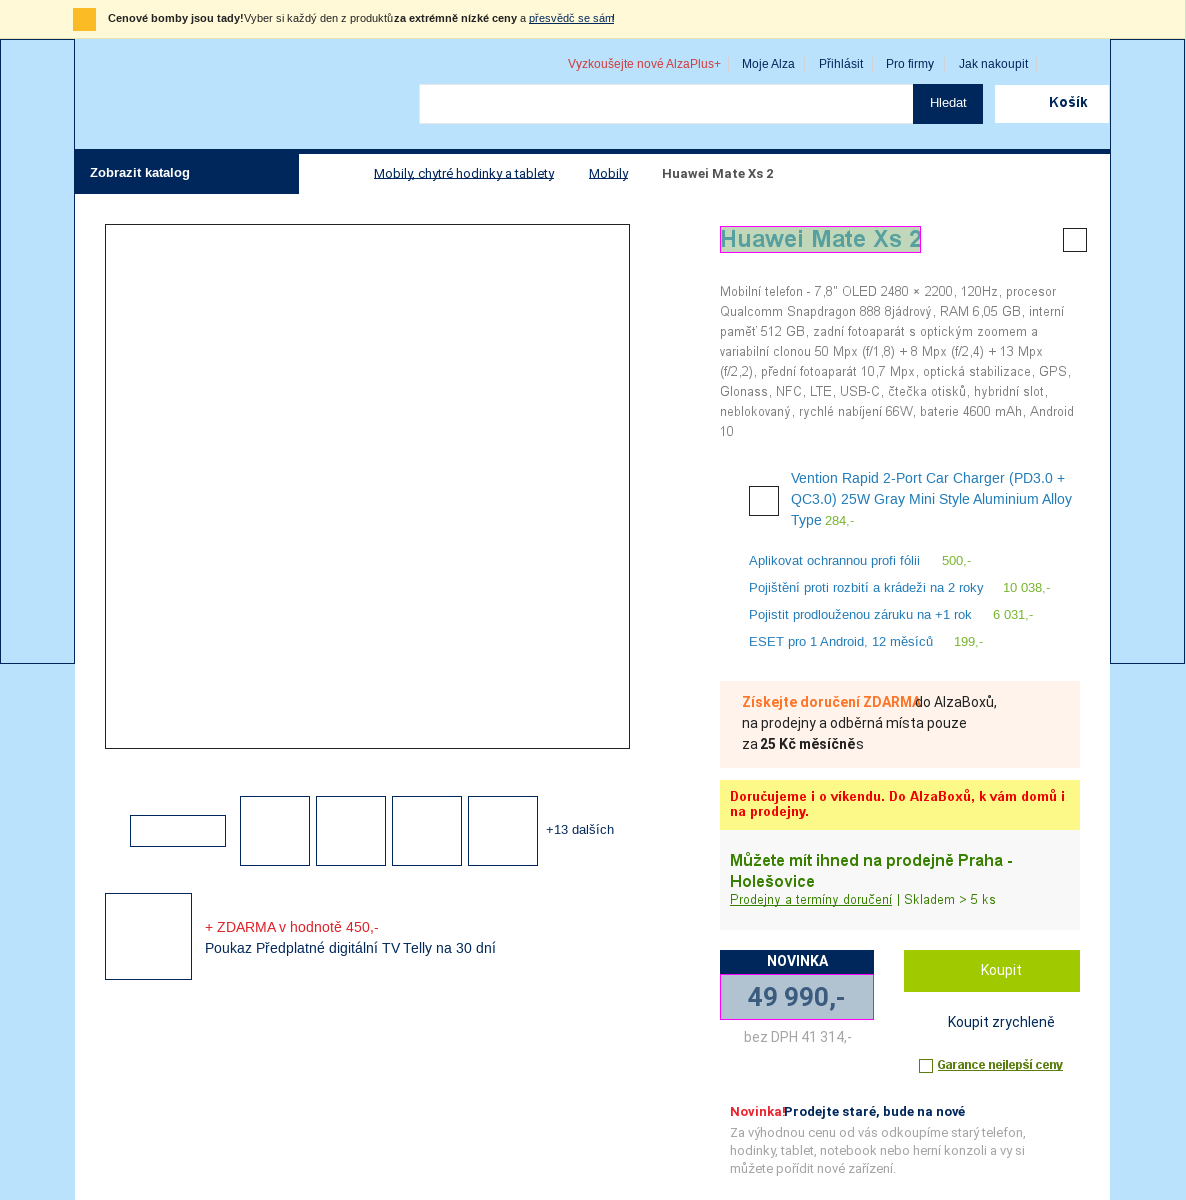 Cenové bomby jsou tady! Vyber si každý den z produktů za extrémně nízké ceny a přesvědč se sám!
Vyzkoušejte nové AlzaPlus+ Moje Alza Přihlásit Pro firmy Jak nakoupit
Hledat Košík
Zobrazit katalog Mobily, chytré hodinky a tablety Mobily Huawei Mate Xs 2
Huawei Mate Xs 2
Mobilní telefon - 7,8" OLED 2480 × 2200, 120Hz, procesor
Qualcomm Snapdragon 888 8jádrový, RAM 6,05 GB, interní
paměť 512 GB, zadní fotoaparát s optickým zoomem a
variabilní clonou 50 Mpx (f/1,8) + 8 Mpx (f/2,4) + 13 Mpx
(f/2,2), přední fotoaparát 10,7 Mpx, optická stabilizace, GPS,
Glonass, NFC, LTE, USB-C, čtečka otisků, hybridní slot,
neblokovaný, rychlé nabíjení 66W, baterie 4600 mAh, Android
10
Vention Rapid 2-Port Car Charger (PD3.0 +
QC3.0) 25W Gray Mini Style Aluminium Alloy
Type 284,-
Aplikovat ochrannou profi fólii 500,-
Pojištění proti rozbití a krádeži na 2 roky 10 038,-
Pojistit prodlouženou záruku na +1 rok 6 031,-
ESET pro 1 Android, 12 měsíců 199,-
Získejte doručení ZDARMA do AlzaBoxů,
na prodejny a odběrná místa pouze
za 25 Kč měsíčně s
Doručujeme i o víkendu. Do AlzaBoxů, k vám domů i
na prodejny.
+13 dalších
Můžete mít ihned na prodejně Praha -
Holešovice
Prodejny a termíny doručení | Skladem > 5 ks
+ ZDARMA v hodnotě 450,-
Poukaz Předplatné digitální TV Telly na 30 dní
NOVINKA
49 990,-
bez DPH 41 314,-
Koupit
Koupit zrychleně
Garance nejlepší ceny
Novinka! Prodejte staré, bude na nové
Za výhodnou cenu od vás odkoupíme starý telefon,
hodinky, tablet, notebook nebo herní konzoli a vy si
můžete pořídit nové zařízení.